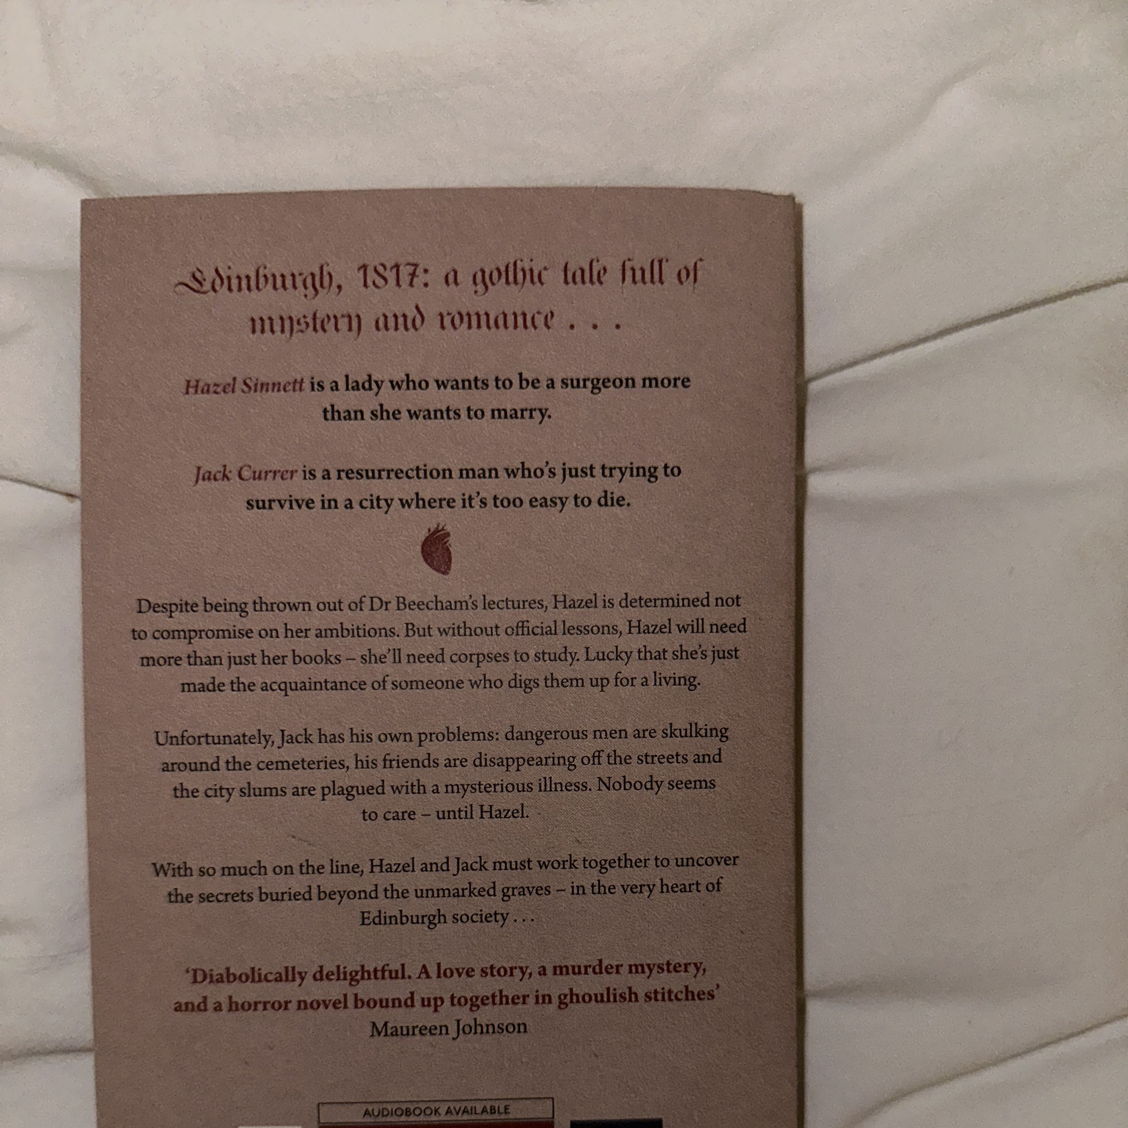 Edinburgh, 1817: a gothic tale full of
mystery and romance . . .
Hazel Sinnett is a lady who wants to be a surgeon more
than she wants to marry.
Jack Currer is a resurrection man who’s just trying to
survive in a city where it’s too easy to die.
Despite being thrown out of Dr Beecham’s lectures, Hazel is determined not
to compromise on her ambitions. But without official lessons, Hazel will need
more than just her books – she’ll need corpses to study. Lucky that she’s just
made the acquaintance of someone who digs them up for a living.
Unfortunately, Jack has his own problems: dangerous men are skulking
around the cemeteries, his friends are disappearing off the streets and
the city slums are plagued with a mysterious illness. Nobody seems
to care – until Hazel.
With so much on the line, Hazel and Jack must work together to uncover
the secrets buried beyond the unmarked graves – in the very heart of
Edinburgh society . . .
‘Diabolically delightful. A love story, a murder mystery,
and a horror novel bound up together in ghoulish stitches’
Maureen Johnson
AUDIOBOOK AVAILABLE